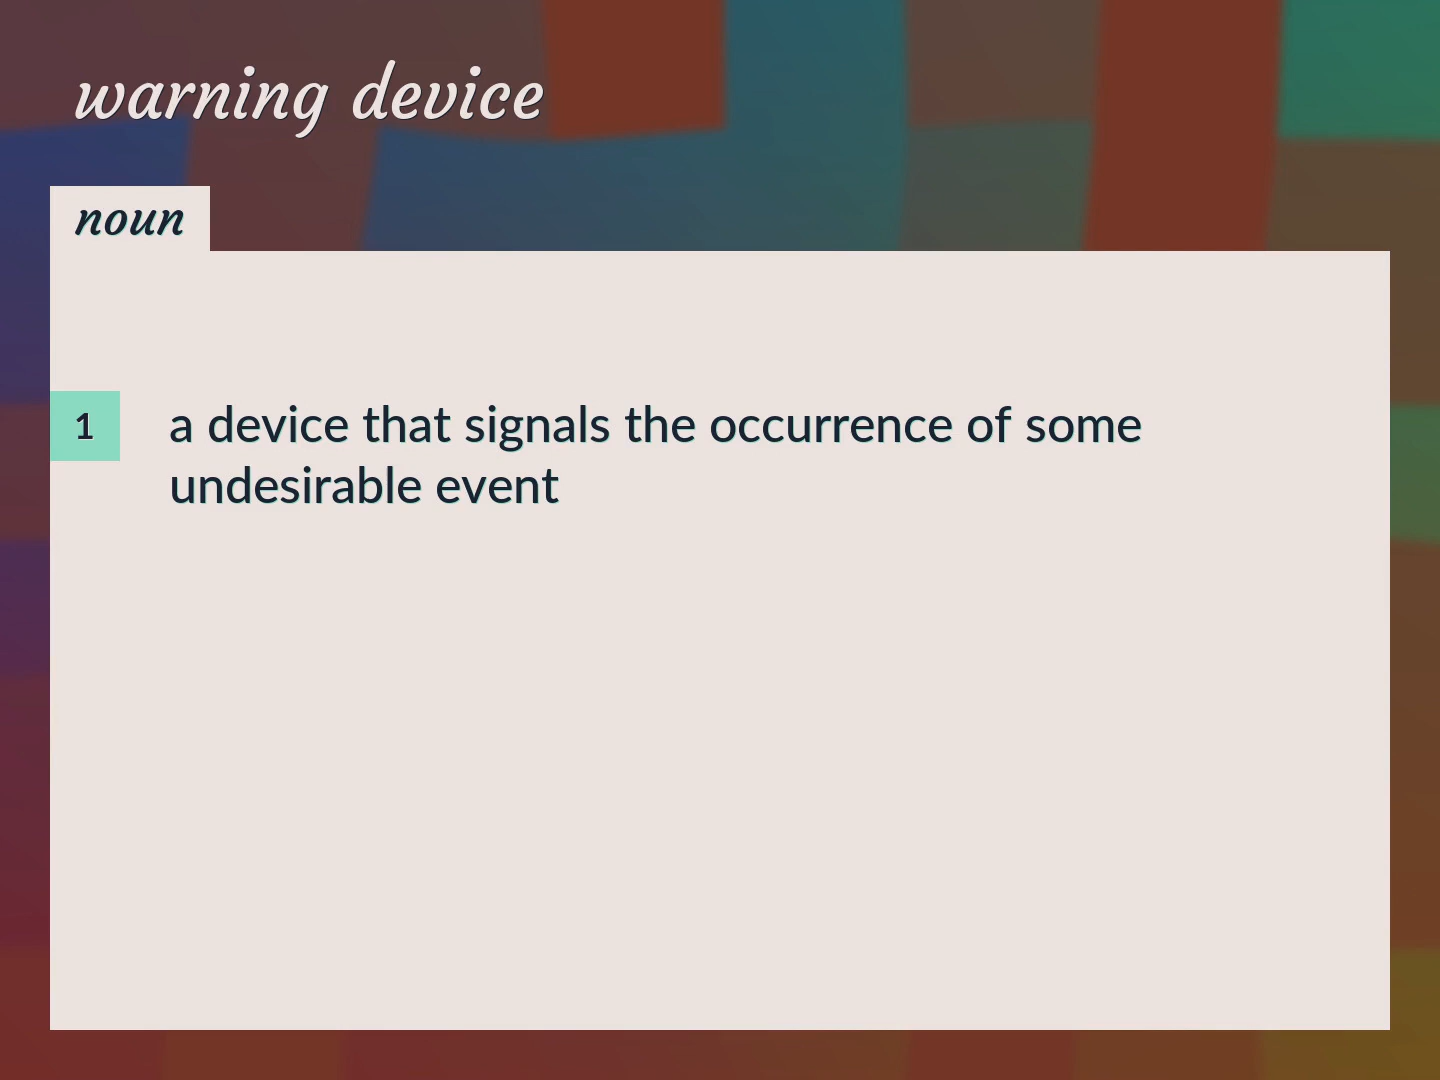 warning device
noun
1
a device that signals the occurrence of some
undesirable event